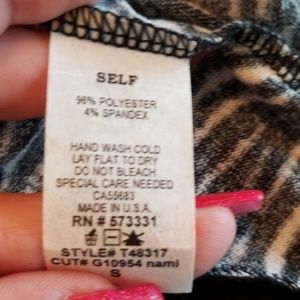 SELF
96% POLYESTER
4% SPANDEX
HAND WASH COLD
LAY FLAT TO DRY
DO NOT BLEACH
SPECIAL CARE NEEDED
CA55683
MADE IN U.S.A.
RN # 573331
STYLE# T48317
CUT# G10954 nami
S